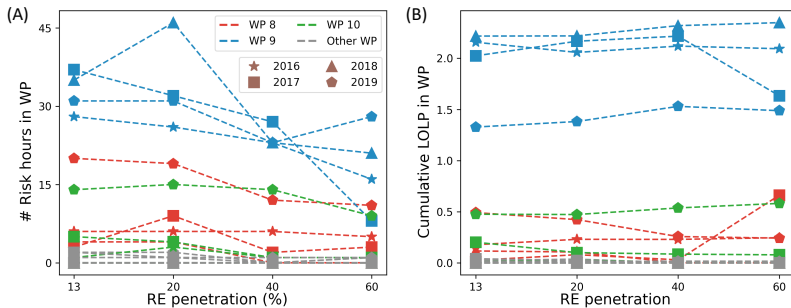 (A)
45
30
15
0
# Risk hours in WP
13 20 40 60
RE penetration (%)
WP 8 WP 10
WP 9 Other WP
2016 2018
2017 2019
(B)
2.0
1.5
1.0
0.5
0.0
Cumulative LOLP in WP
13 20 40 60
RE penetration (%)